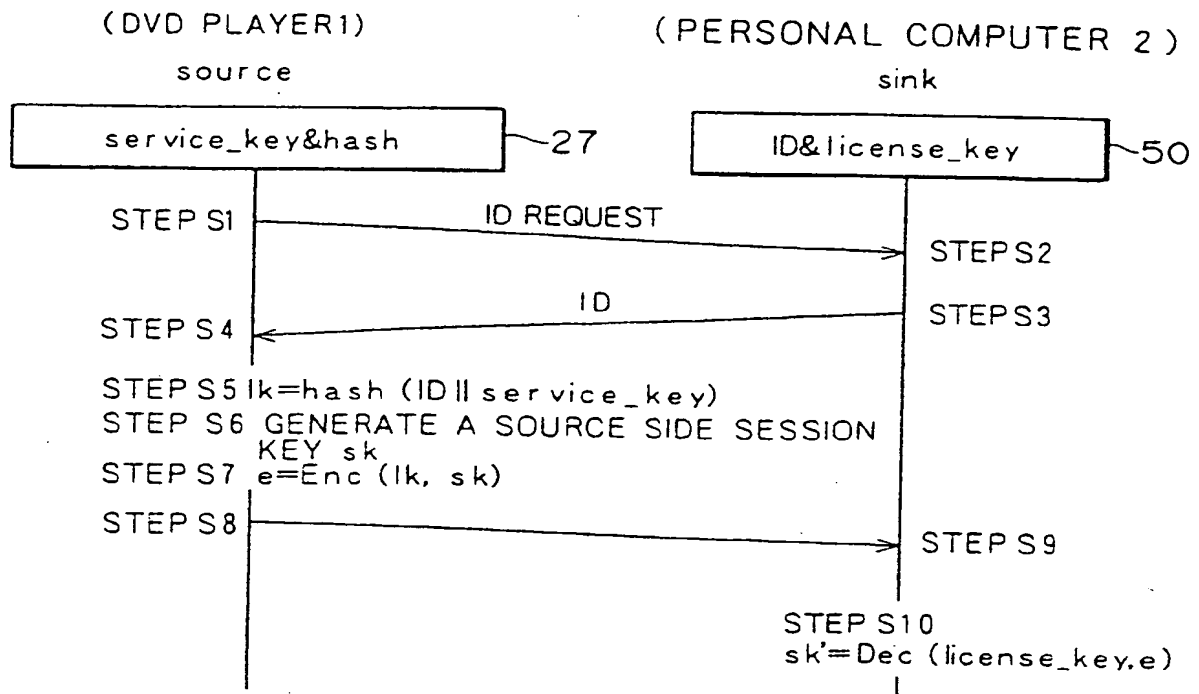 (DVD PLAYER1)
(PERSONAL COMPUTER 2)
source
sink
service_key&hash
27
ID&license_key
50
STEP S1
ID REQUEST
STEP S2
ID
STEP S3
STEP S4
STEP S5 lk=hash (ID||service_key)
STEP S6 GENERATE A SOURCE SIDE SESSION
KEY sk
STEP S7 e=Enc (lk, sk)
STEP S8
STEP S9
STEP S10
sk'=Dec (license_key,e)